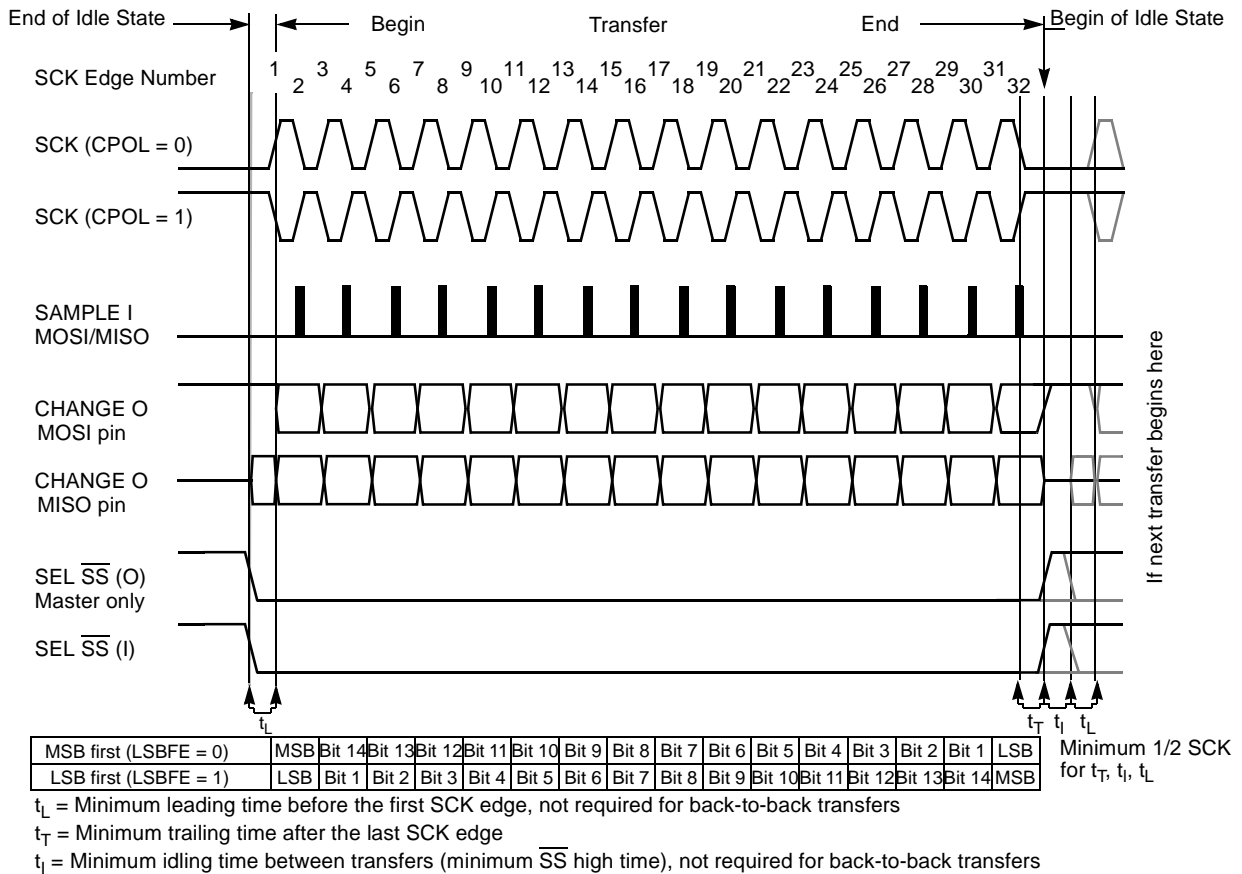 End of Idle State
Begin
Transfer
End
Begin of Idle State
SCK Edge Number
1 2 3 4 5 6 7 8 9 10 11 12 13 14 15 16 17 18 19 20 21 22 23 24 25 26 27 28 29 30 31 32
SCK (CPOL = 0)
SCK (CPOL = 1)
SAMPLE I
MOSI/MISO
CHANGE O
MOSI pin
CHANGE O
MISO pin
SEL SS (O)
Master only
SEL SS (I)
If next transfer begins here
tL
tT tI tL
MSB first (LSBFE = 0) MSB Bit 14 Bit 13 Bit 12 Bit 11 Bit 10 Bit 9 Bit 8 Bit 7 Bit 6 Bit 5 Bit 4 Bit 3 Bit 2 Bit 1 LSB
LSB first (LSBFE = 1) LSB Bit 1 Bit 2 Bit 3 Bit 4 Bit 5 Bit 6 Bit 7 Bit 8 Bit 9 Bit 10 Bit 11 Bit 12 Bit 13 Bit 14 MSB
Minimum 1/2 SCK
for tT, tI, tL
tL = Minimum leading time before the first SCK edge, not required for back-to-back transfers
tT = Minimum trailing time after the last SCK edge
tI = Minimum idling time between transfers (minimum SS high time), not required for back-to-back transfers